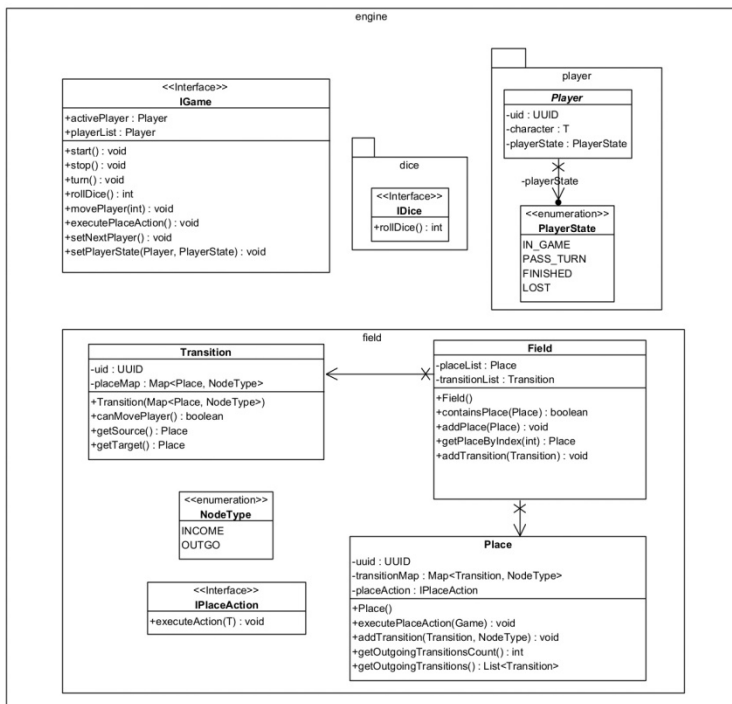 engine
<<Interface>>
IGame
+activePlayer : Player
+playerList : Player
+start() : void
+stop() : void
+turn() : void
+rollDice() : int
+movePlayer(int) : void
+executePlaceAction() : void
+setNextPlayer() : void
+setPlayerState(Player, PlayerState) : void
dice
<<Interface>>
IDice
+rollDice() : int
player
Player
-uid : UUID
-character : T
-playerState : PlayerState
-playerState
<<enumeration>>
PlayerState
IN_GAME
PASS_TURN
FINISHED
LOST
field
Transition
-uid : UUID
-placeMap : Map<Place, NodeType>
+Transition(Map<Place, NodeType>)
+canMovePlayer() : boolean
+getSource() : Place
+getTarget() : Place
Field
-placeList : Place
-transitionList : Transition
+Field()
+containsPlace(Place) : boolean
+addPlace(Place) : void
+getPlaceByIndex(int) : Place
+addTransition(Transition) : void
<<enumeration>>
NodeType
INCOME
OUTGO
<<Interface>>
IPlaceAction
+executeAction(T) : void
Place
-uuid : UUID
-transitionMap : Map<Transition, NodeType>
-placeAction : IPlaceAction
+Place()
+executePlaceAction(Game) : void
+addTransition(Transition, NodeType) : void
+getOutgoingTransitionsCount() : int
+getOutgoingTransitions() : List<Transition>